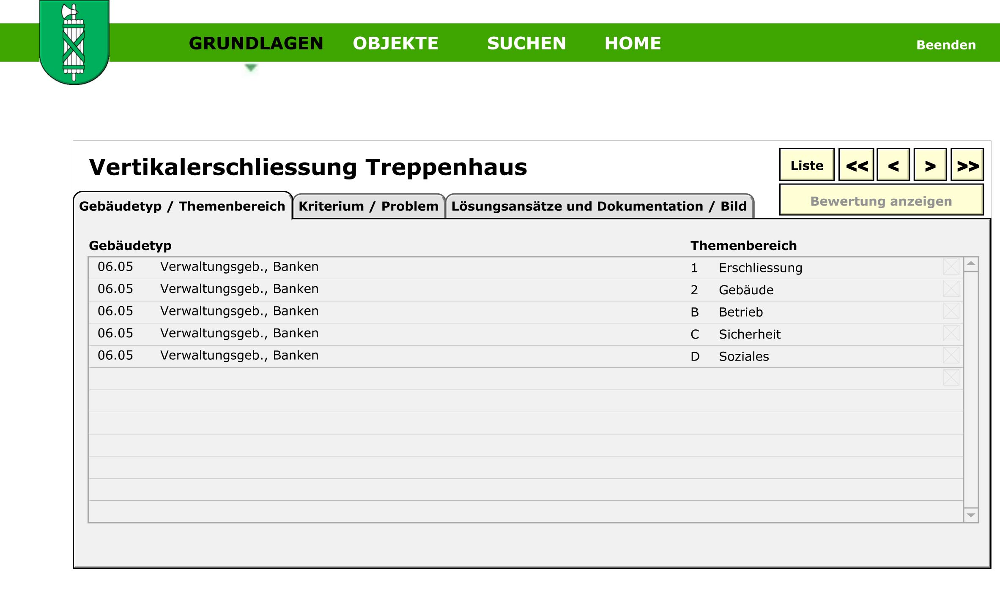 GRUNDLAGEN OBJEKTE SUCHEN HOME Beenden
Vertikalerschliessung Treppenhaus
Liste << < > >>
Bewertung anzeigen
Gebäudetyp / Themenbereich Kriterium / Problem Lösungsansätze und Dokumentation / Bild
Gebäudetyp Themenbereich
06.05 Verwaltungsgeb., Banken 1 Erschliessung
06.05 Verwaltungsgeb., Banken 2 Gebäude
06.05 Verwaltungsgeb., Banken B Betrieb
06.05 Verwaltungsgeb., Banken C Sicherheit
06.05 Verwaltungsgeb., Banken D Soziales